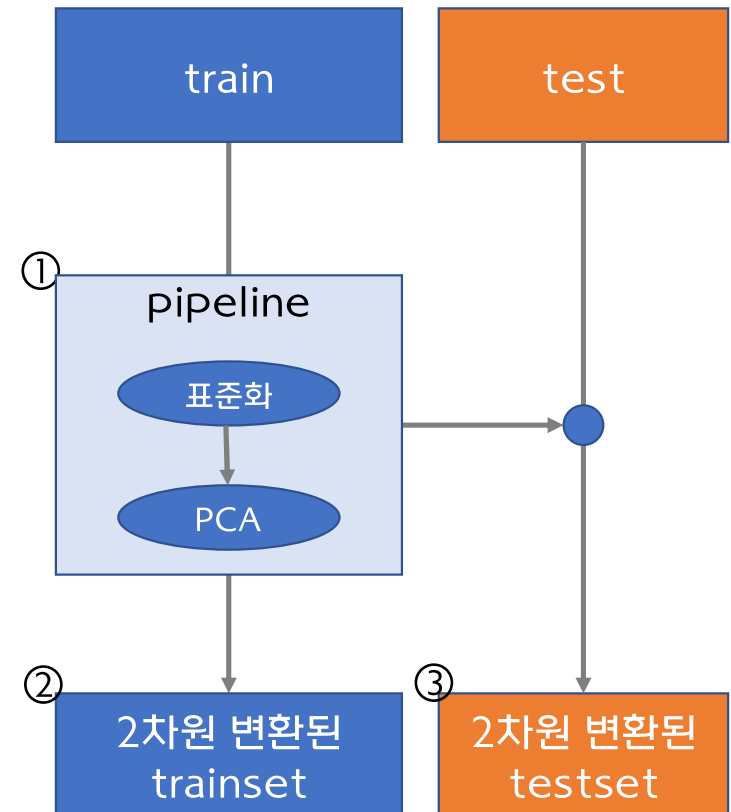 train
test
①
pipeline
표준화
PCA
②
2차원 변환된
trainset
③
2차원 변환된
testset